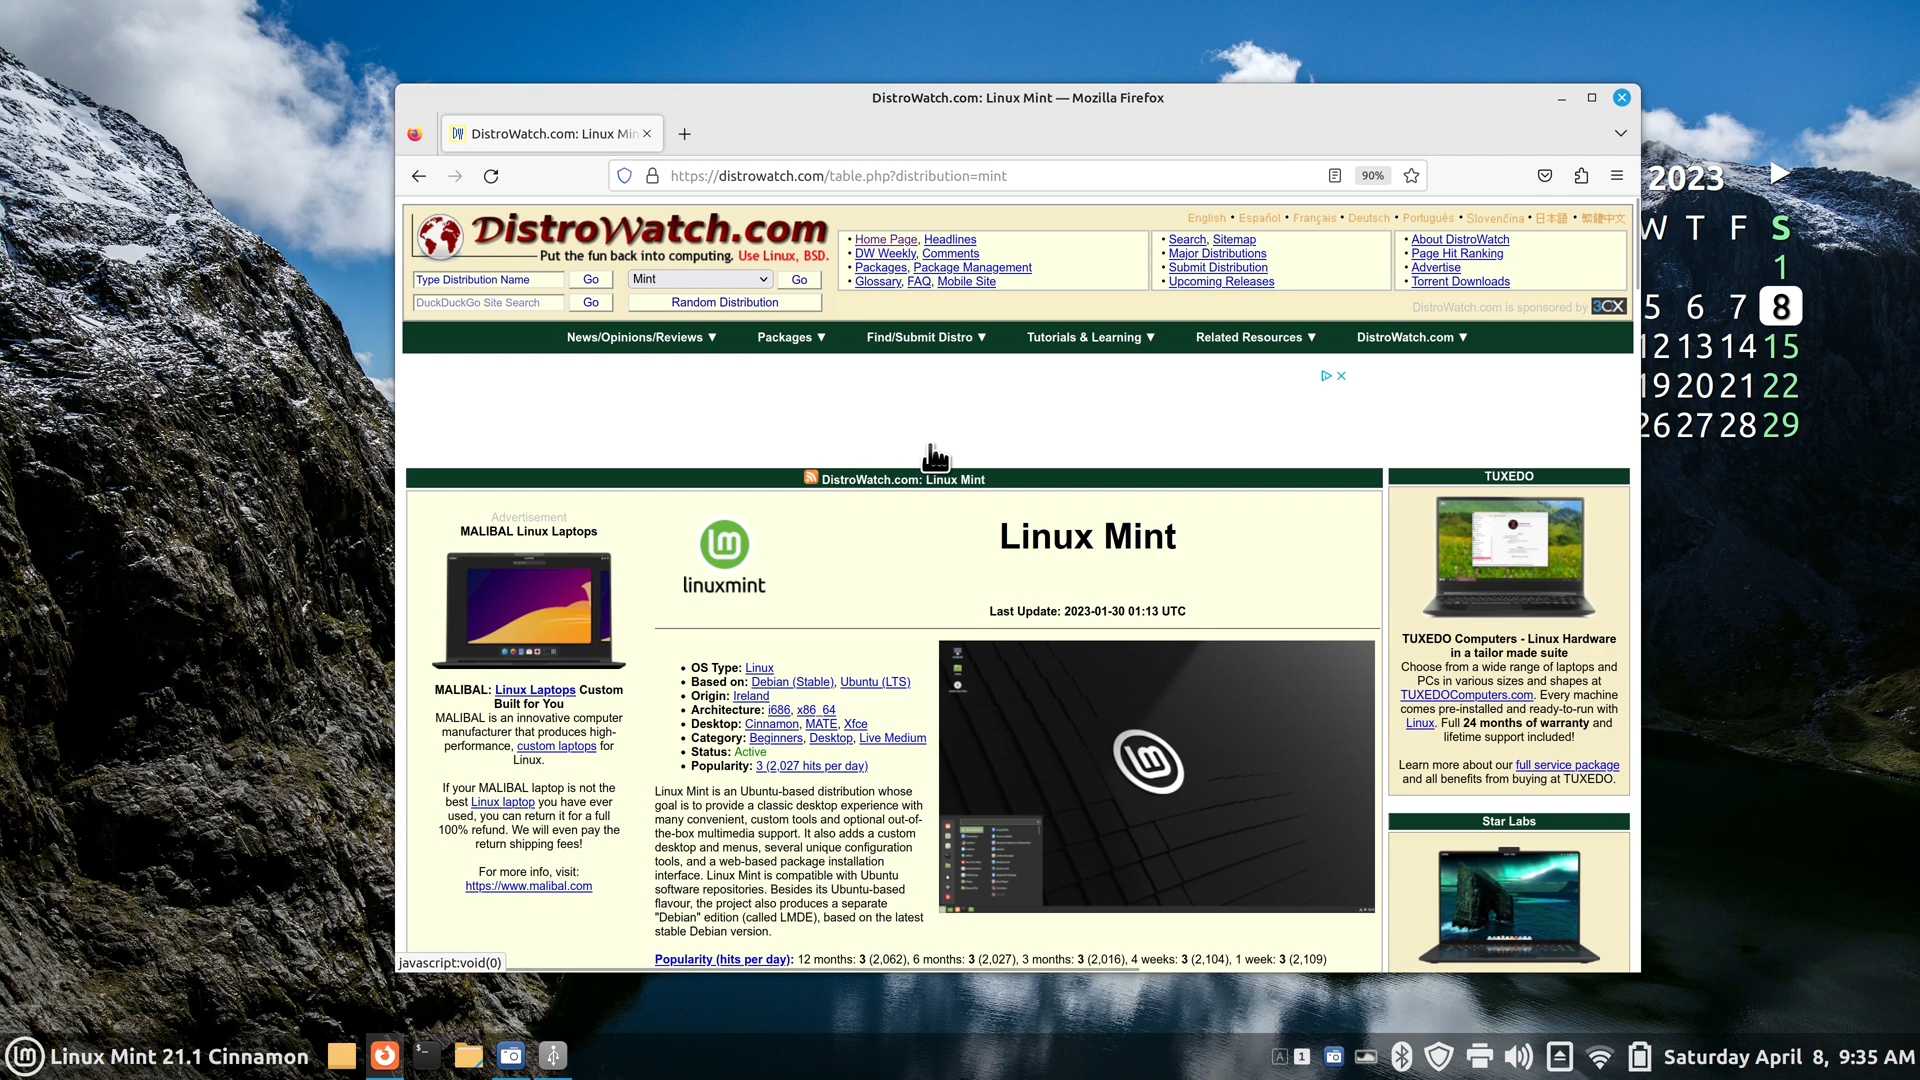 DistroWatch.com: Linux Mint — Mozilla Firefox
DistroWatch.com: Linux Min
https://distrowatch.com/table.php?distribution=mint
90%
DistroWatch.com
Put the fun back into computing. Use Linux, BSD.
English • Español • Français • Deutsch • Português • Slovenčina • 日本語 • 繁體中文
Type Distribution Name Go Mint Go
DuckDuckGo Site Search Go Random Distribution
• Home Page, Headlines
• DW Weekly, Comments
• Packages, Package Management
• Glossary, FAQ, Mobile Site
• Search, Sitemap
• Major Distributions
• Submit Distribution
• Upcoming Releases
• About DistroWatch
• Page Hit Ranking
• Advertise
• Torrent Downloads
DistroWatch.com is sponsored by 3CX
News/Opinions/Reviews ▼ Packages ▼ Find/Submit Distro ▼ Tutorials & Learning ▼ Related Resources ▼ DistroWatch.com ▼
DistroWatch.com: Linux Mint
Advertisement
MALIBAL Linux Laptops
MALIBAL: Linux Laptops Custom
Built for You
MALIBAL is an innovative computer
manufacturer that produces high-
performance, custom laptops for
Linux.
If your MALIBAL laptop is not the
best Linux laptop you have ever
used, you can return it for a full
100% refund. We will even pay the
return shipping fees!
For more info, visit:
https://www.malibal.com
linuxmint
Linux Mint
Last Update: 2023-01-30 01:13 UTC
• OS Type: Linux
• Based on: Debian (Stable), Ubuntu (LTS)
• Origin: Ireland
• Architecture: i686, x86_64
• Desktop: Cinnamon, MATE, Xfce
• Category: Beginners, Desktop, Live Medium
• Status: Active
• Popularity: 3 (2,027 hits per day)
Linux Mint is an Ubuntu-based distribution whose
goal is to provide a classic desktop experience with
many convenient, custom tools and optional out-of-
the-box multimedia support. It also adds a custom
desktop and menus, several unique configuration
tools, and a web-based package installation
interface. Linux Mint is compatible with Ubuntu
software repositories. Besides its Ubuntu-based
flavour, the project also produces a separate
"Debian" edition (called LMDE), based on the latest
stable Debian version.
Popularity (hits per day): 12 months: 3 (2,062), 6 months: 3 (2,027), 3 months: 3 (2,016), 4 weeks: 3 (2,104), 1 week: 3 (2,109)
TUXEDO
TUXEDO Computers - Linux Hardware
in a tailor made suite
Choose from a wide range of laptops and
PCs in various sizes and shapes at
TUXEDOComputers.com. Every machine
comes pre-installed and ready-to-run with
Linux. Full 24 months of warranty and
lifetime support included!
Learn more about our full service package
and all benefits from buying at TUXEDO.
Star Labs
javascript:void(0)
2023
W T F S
1
5 6 7 8
12 13 14 15
19 20 21 22
26 27 28 29
Linux Mint 21.1 Cinnamon
A 1
Saturday April 8, 9:35 AM